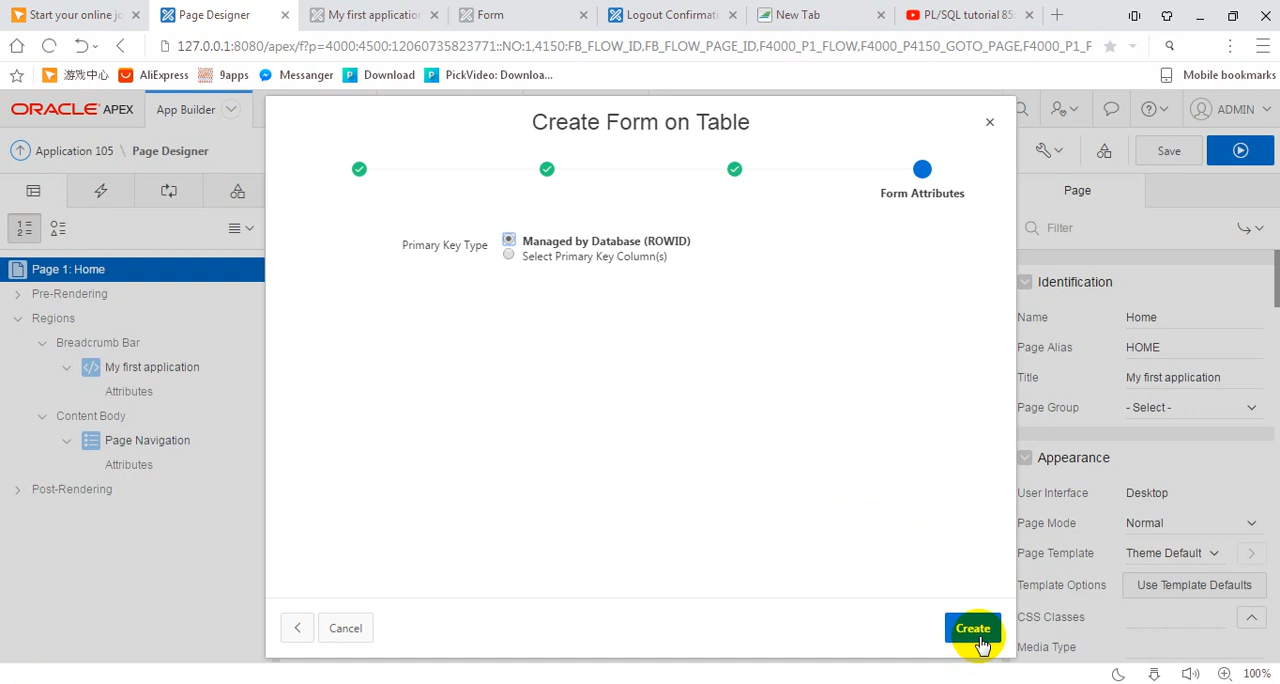 Start your online jo
Page Designer
My first application
Form
Logout Confirmati
New Tab
PL/SQL tutorial 85:
127.0.0.1:8080/apex/f?p=4000:4500:12060735823771::NO:1,4150:FB_FLOW_ID,FB_FLOW_PAGE_ID,F4000_P1_FLOW,F4000_P4150_GOTO_PAGE,F4000_P1_F
游戏中心
AliExpress
9apps
Messanger
Download
PickVideo: Downloa...
Mobile bookmarks
ORACLE APEX
App Builder
ADMIN
Application 105 \ Page Designer
Save
Create Form on Table
Form Attributes
Primary Key Type
Managed by Database (ROWID)
Select Primary Key Column(s)
Cancel
Create
Page 1: Home
Pre-Rendering
Regions
Breadcrumb Bar
My first application
Attributes
Content Body
Page Navigation
Attributes
Post-Rendering
Page
Filter
Identification
Name Home
Page Alias HOME
Title My first application
Page Group - Select -
Appearance
User Interface Desktop
Page Mode Normal
Page Template Theme Default
Template Options Use Template Defaults
CSS Classes
Media Type
100%